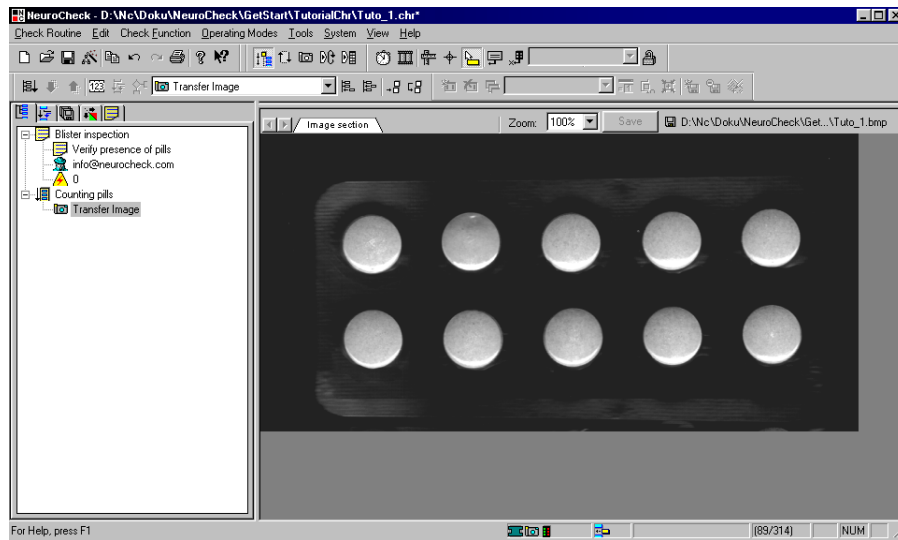 NeuroCheck - D:\Nc\Doku\NeuroCheck\GetStart\TutorialChr\Tuto_1.chr*
Check Routine Edit Check Function Operating Modes Tools System View Help
123 Transfer Image
Image section Zoom: 100% Save D:\Nc\Doku\NeuroCheck\Get...\Tuto_1.bmp
Blister inspection
Verify presence of pills
info@neurocheck.com
0
Counting pills
Transfer Image
For Help, press F1 (89/314) NUM